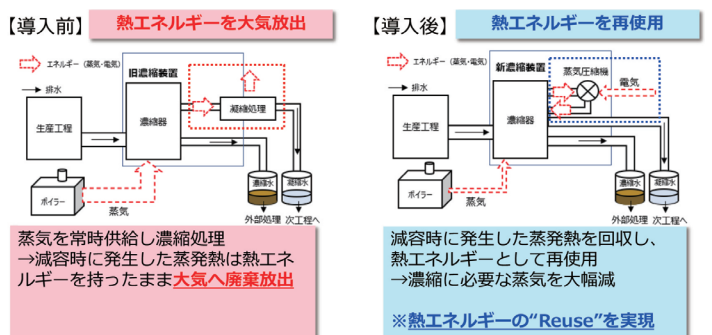 【導入前】
熱エネルギーを大気放出
エネルギー（蒸気・電気）
排水
旧濃縮装置
生産工程
濃縮器
凝縮処理
ボイラー
蒸気
濃縮水
凝縮水
外部処理
次工程へ
蒸気を常時供給し濃縮処理
→減容時に発生した蒸発熱は熱エネ
ルギーを持ったまま大気へ廃棄放出
【導入後】
熱エネルギーを再使用
エネルギー（蒸気・電気）
排水
新濃縮装置
蒸気圧縮機
電気
生産工程
濃縮器
ボイラー
蒸気
濃縮水
凝縮水
外部処理
次工程へ
減容時に発生した蒸発熱を回収し、
熱エネルギーとして再使用
→濃縮に必要な蒸気を大幅減
※熱エネルギーの“Reuse”を実現